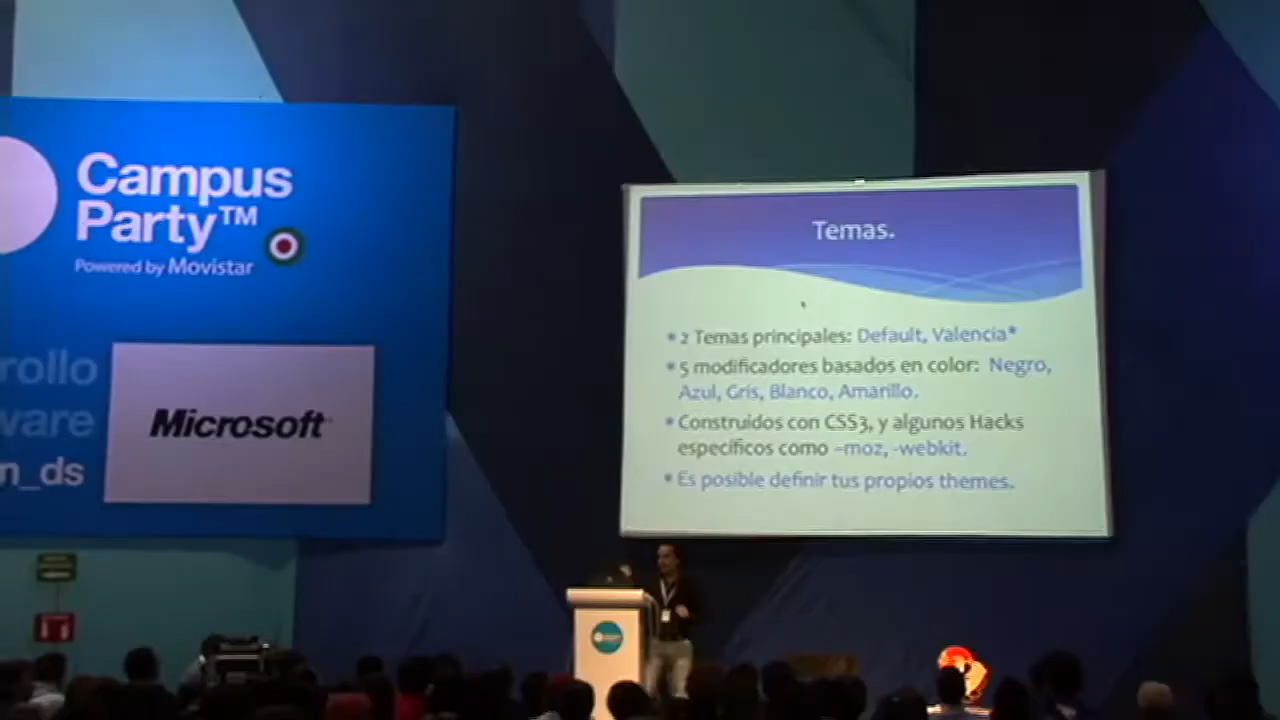 Campus
Party™
Powered by Movistar
rollo
ware
n_ds
Microsoft
Temas.
* 2 Temas principales: Default, Valencia*
* 5 modificadores basados en color: Negro,
Azul, Gris, Blanco, Amarillo.
* Construidos con CSS3, y algunos Hacks
específicos como –moz, -webkit.
* Es posible definir tus propios themes.